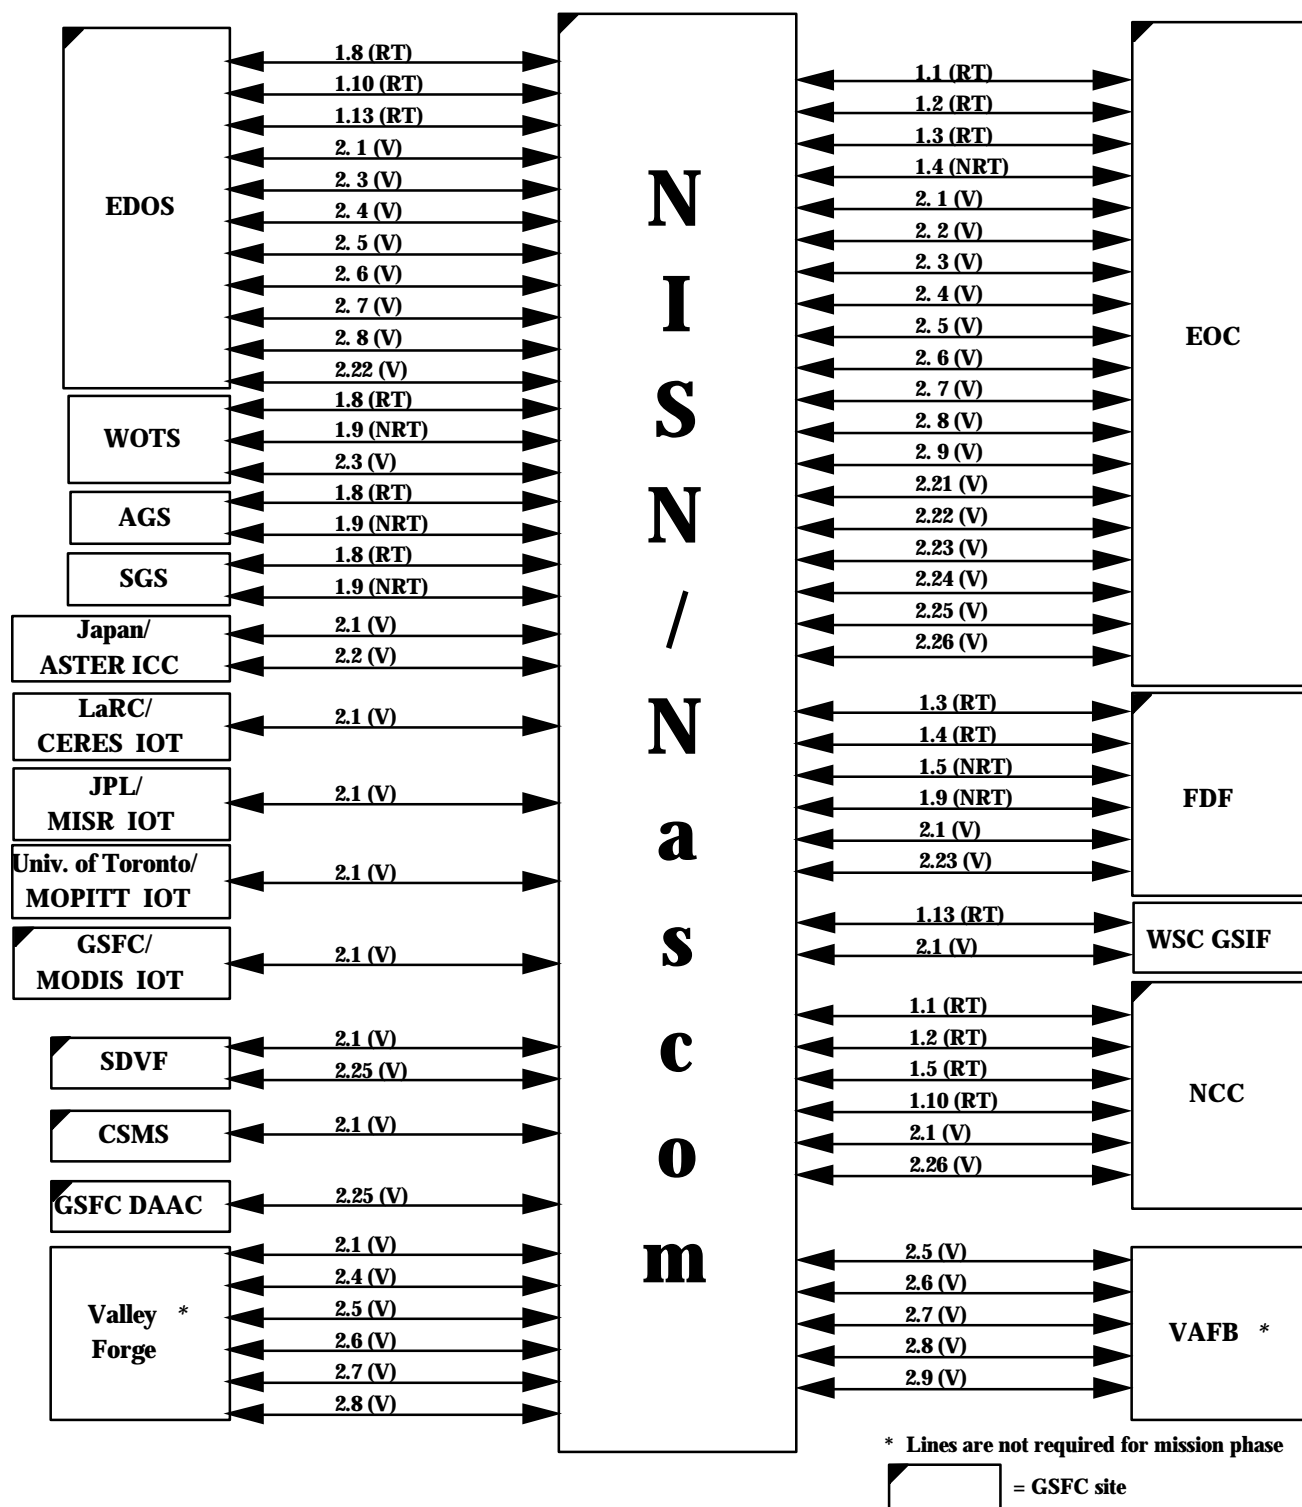 EDOS
1.8 (RT)
1.10 (RT)
1.13 (RT)
2. 1 (V)
2. 3 (V)
2. 4 (V)
2. 5 (V)
2. 6 (V)
2. 7 (V)
2. 8 (V)
2.22 (V)
WOTS
1.8 (RT)
1.9 (NRT)
2.3 (V)
AGS
1.8 (RT)
1.9 (NRT)
SGS
1.8 (RT)
1.9 (NRT)
Japan/
ASTER ICC
2.1 (V)
2.2 (V)
LaRC/
CERES IOT
2.1 (V)
JPL/
MISR IOT
2.1 (V)
Univ. of Toronto/
MOPITT IOT
2.1 (V)
GSFC/
MODIS IOT
2.1 (V)
SDVF
2.1 (V)
2.25 (V)
CSMS
2.1 (V)
GSFC DAAC
2.25 (V)
Valley *
Forge
2.1 (V)
2.4 (V)
2.5 (V)
2.6 (V)
2.7 (V)
2.8 (V)
N
I
S
N
/
N
a
s
c
o
m
1.1 (RT)
1.2 (RT)
1.3 (RT)
1.4 (NRT)
2. 1 (V)
2. 2 (V)
2. 3 (V)
2. 4 (V)
2. 5 (V)
2. 6 (V)
2. 7 (V)
2. 8 (V)
2. 9 (V)
2.21 (V)
2.22 (V)
2.23 (V)
2.24 (V)
2.25 (V)
2.26 (V)
EOC
1.3 (RT)
1.4 (RT)
1.5 (NRT)
1.9 (NRT)
2.1 (V)
2.23 (V)
FDF
1.13 (RT)
2.1 (V)
WSC GSIF
1.1 (RT)
1.2 (RT)
1.5 (RT)
1.10 (RT)
2.1 (V)
2.26 (V)
NCC
2.5 (V)
2.6 (V)
2.7 (V)
2.8 (V)
2.9 (V)
VAFB *
* Lines are not required for mission phase
= GSFC site